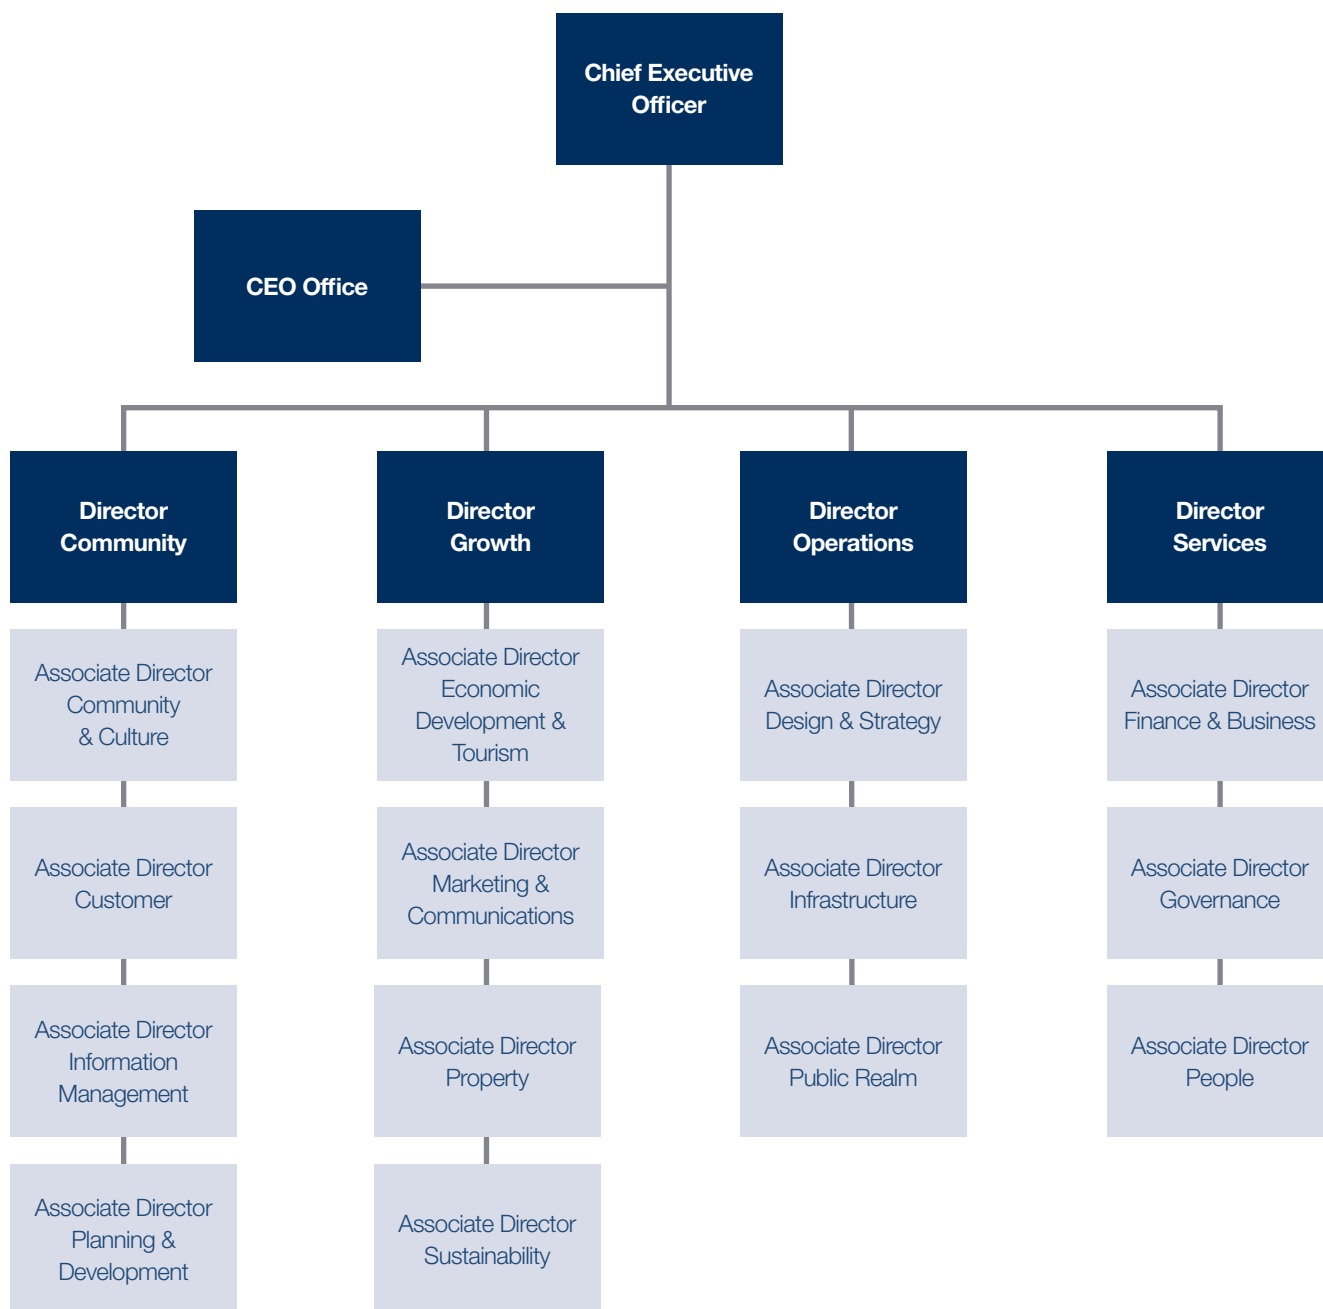 Chief Executive
Officer
CEO Office
Director
Community
Director
Growth
Director
Operations
Director
Services
Associate Director
Community
& Culture
Associate Director
Economic
Development &
Tourism
Associate Director
Design & Strategy
Associate Director
Finance & Business
Associate Director
Customer
Associate Director
Marketing &
Communications
Associate Director
Infrastructure
Associate Director
Governance
Associate Director
Information
Management
Associate Director
Property
Associate Director
Public Realm
Associate Director
People
Associate Director
Planning &
Development
Associate Director
Sustainability